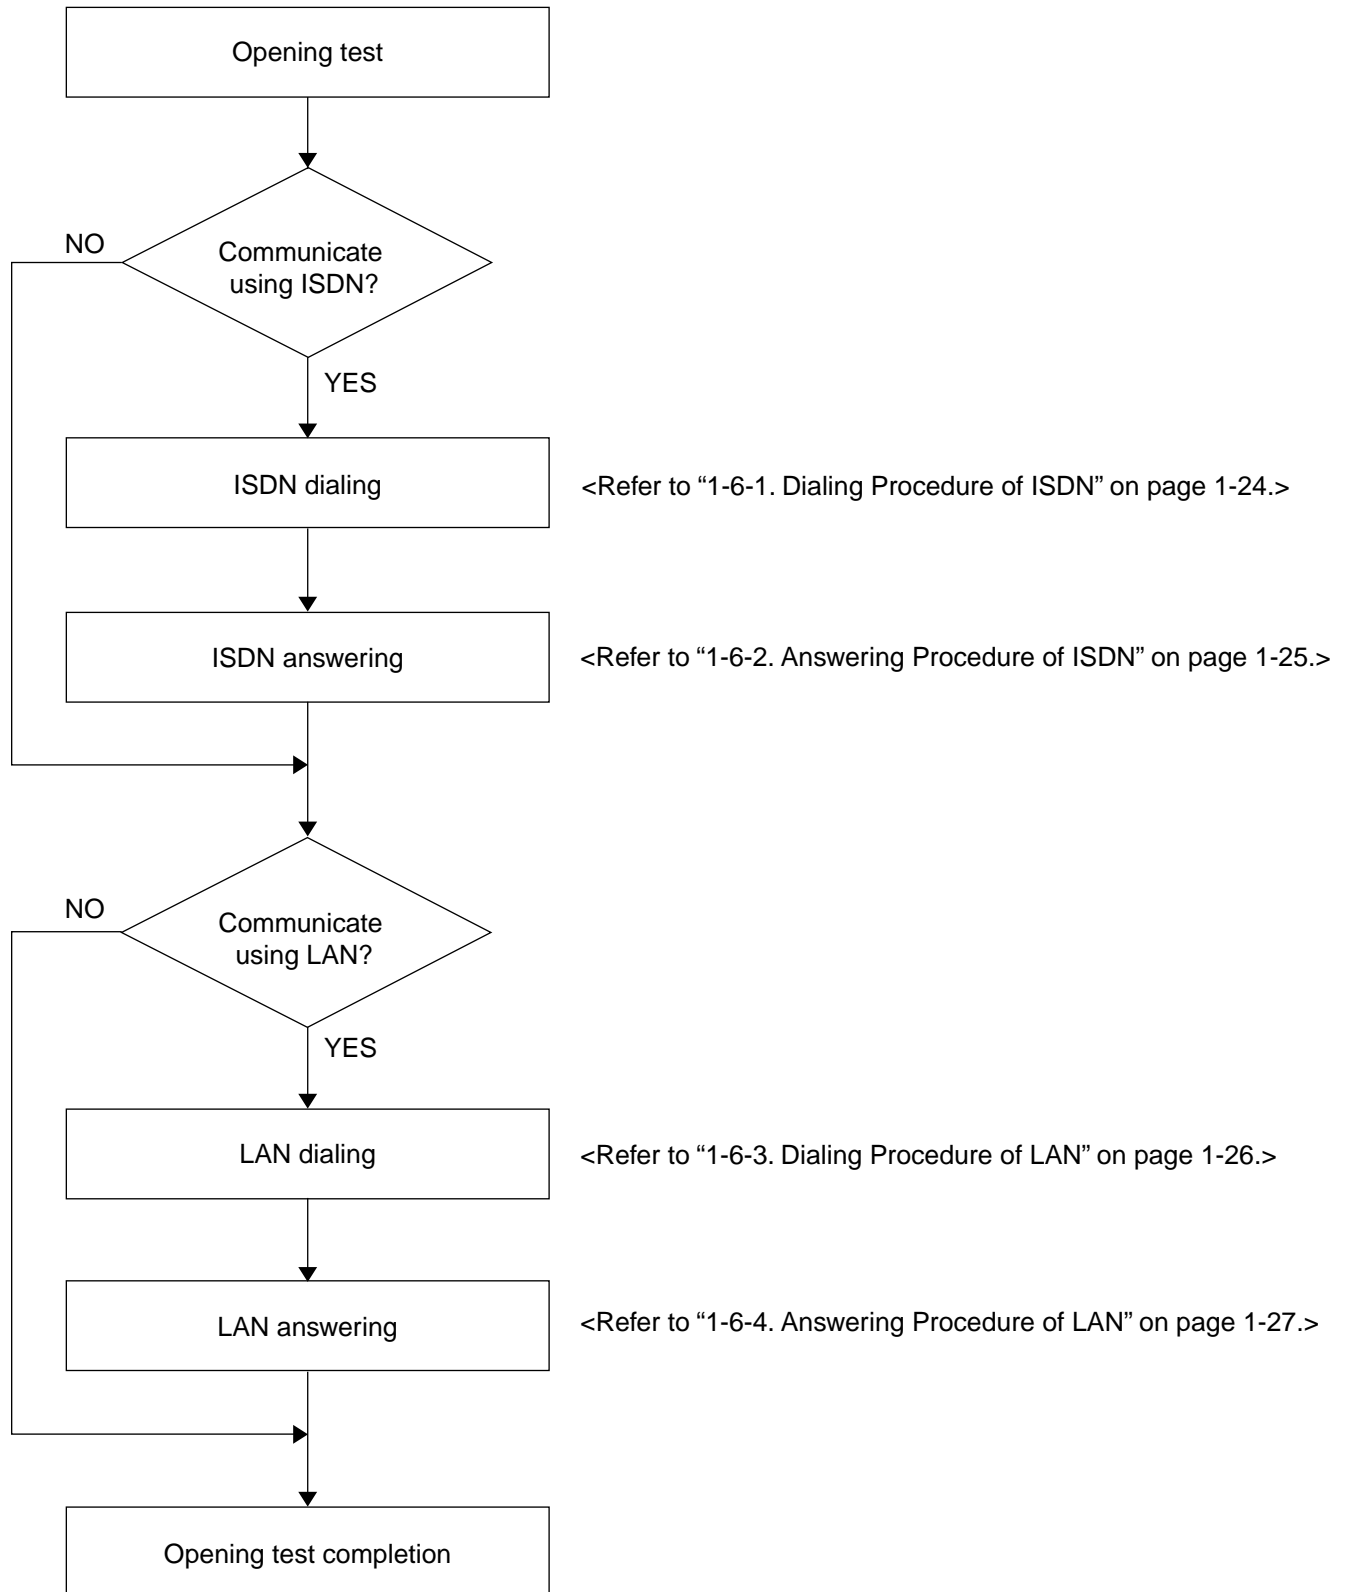 Opening test
NO
Communicate
using ISDN?
YES
ISDN dialing
<Refer to “1-6-1. Dialing Procedure of ISDN” on page 1-24.>
ISDN answering
<Refer to “1-6-2. Answering Procedure of ISDN” on page 1-25.>
NO
Communicate
using LAN?
YES
LAN dialing
<Refer to “1-6-3. Dialing Procedure of LAN” on page 1-26.>
LAN answering
<Refer to “1-6-4. Answering Procedure of LAN” on page 1-27.>
Opening test completion